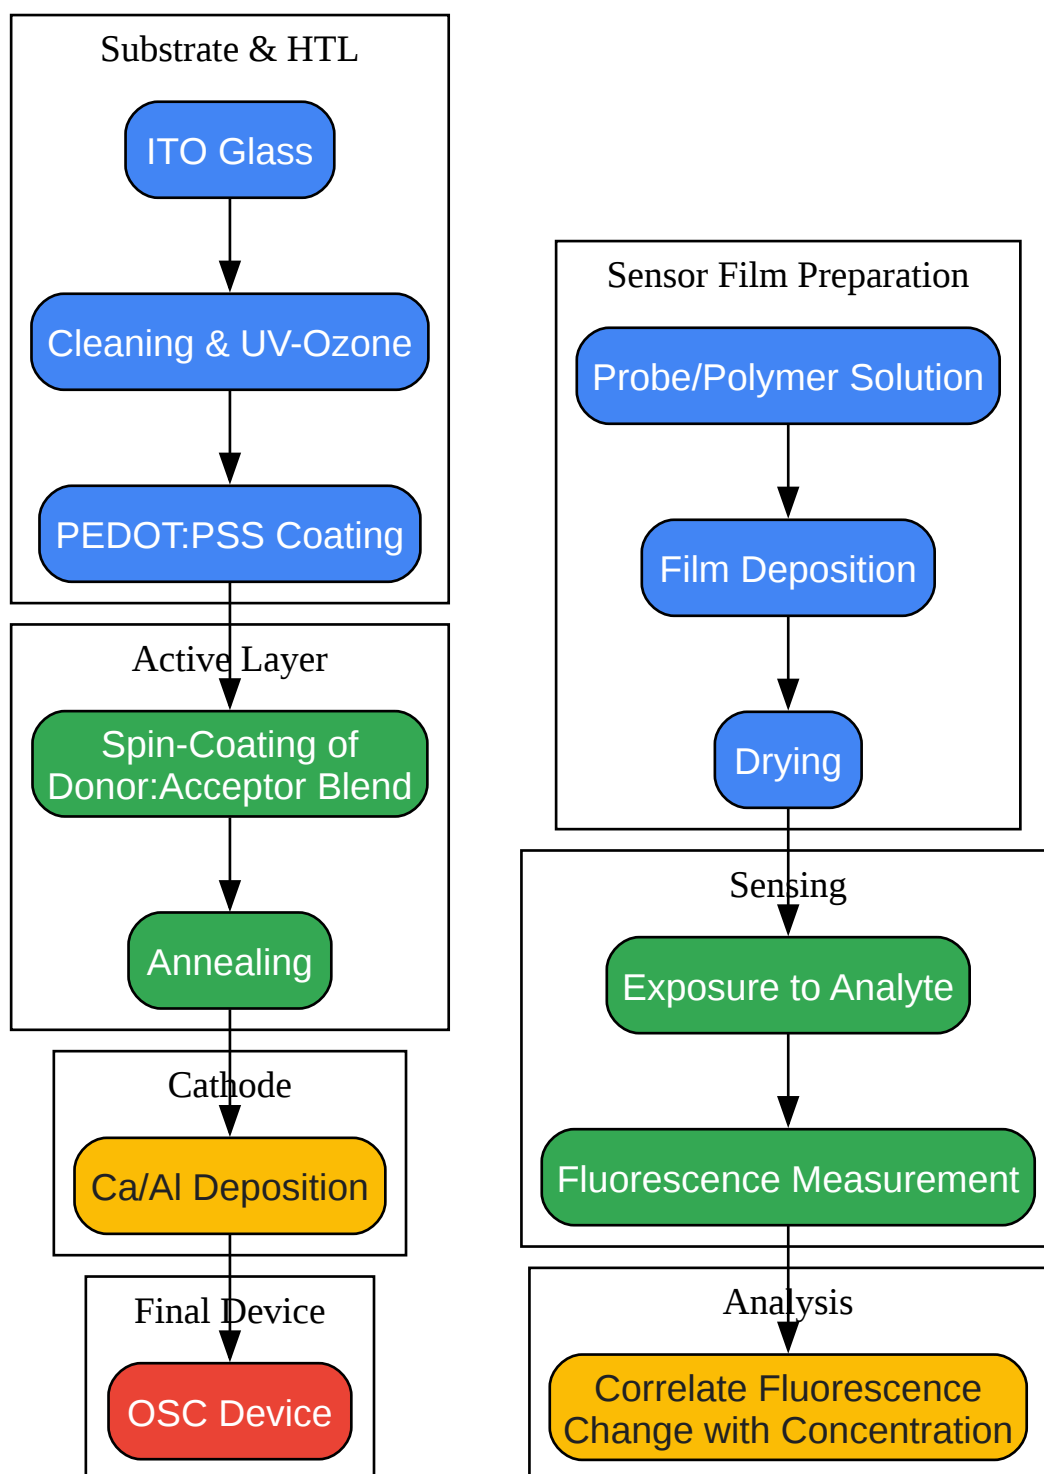 Substrate & HTL
ITO Glass
Cleaning & UV-Ozone
PEDOT:PSS Coating
Active Layer
Spin-Coating of
Donor:Acceptor Blend
Annealing
Cathode
Ca/Al Deposition
Final Device
OSC Device
Sensor Film Preparation
Probe/Polymer Solution
Film Deposition
Drying
Sensing
Exposure to Analyte
Fluorescence Measurement
Analysis
Correlate Fluorescence
Change with Concentration